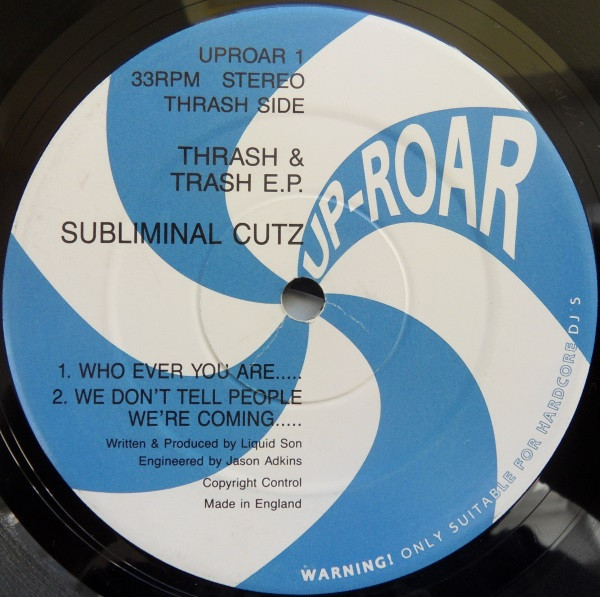 UPROAR 1
33RPM STEREO
THRASH SIDE
THRASH &
TRASH E.P.
SUBLIMINAL CUTZ
UP-ROAR
1. WHO EVER YOU ARE.....
2. WE DON'T TELL PEOPLE
WE'RE COMING.....
Written & Produced by Liquid Son
Engineered by Jason Adkins
Copyright Control
Made in England
WARNING! ONLY SUITABLE FOR HARDCORE DJ S